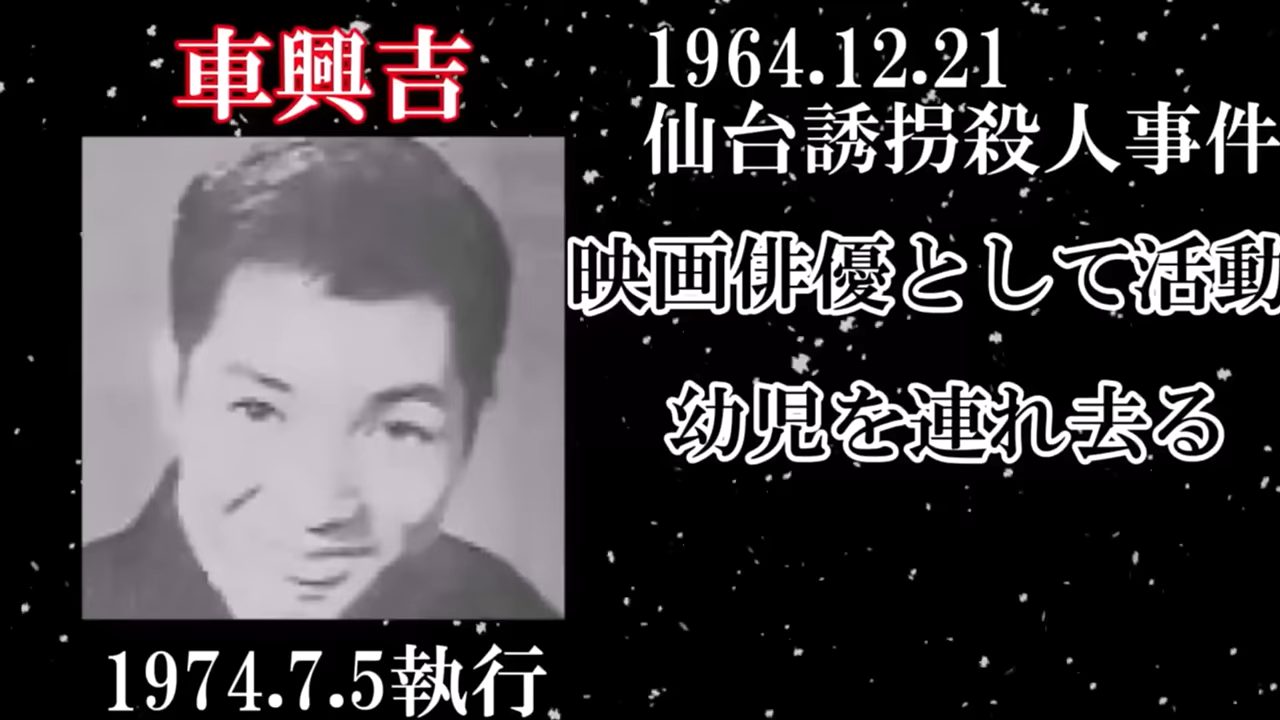 車興吉
1964.12.21
仙台誘拐殺人事件
映画俳優として活動
幼児を連れ去る
1974.7.5執行